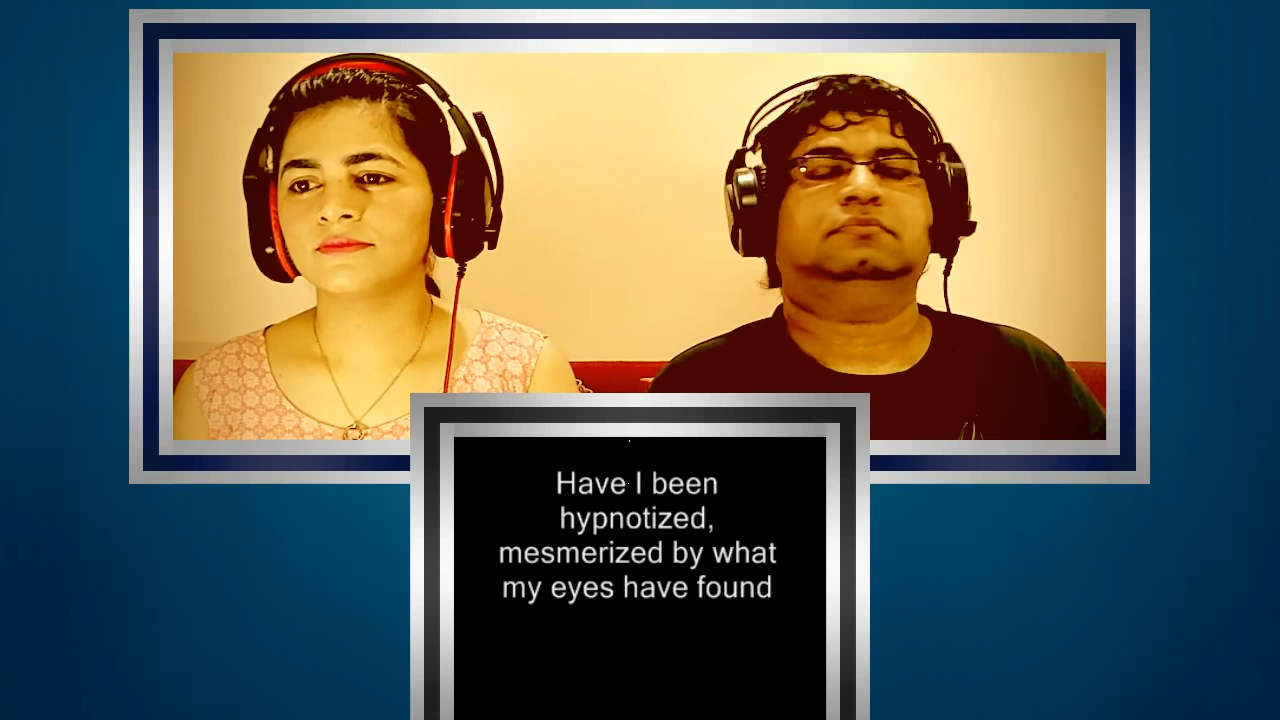 Have I been
hypnotized,
mesmerized by what
my eyes have found